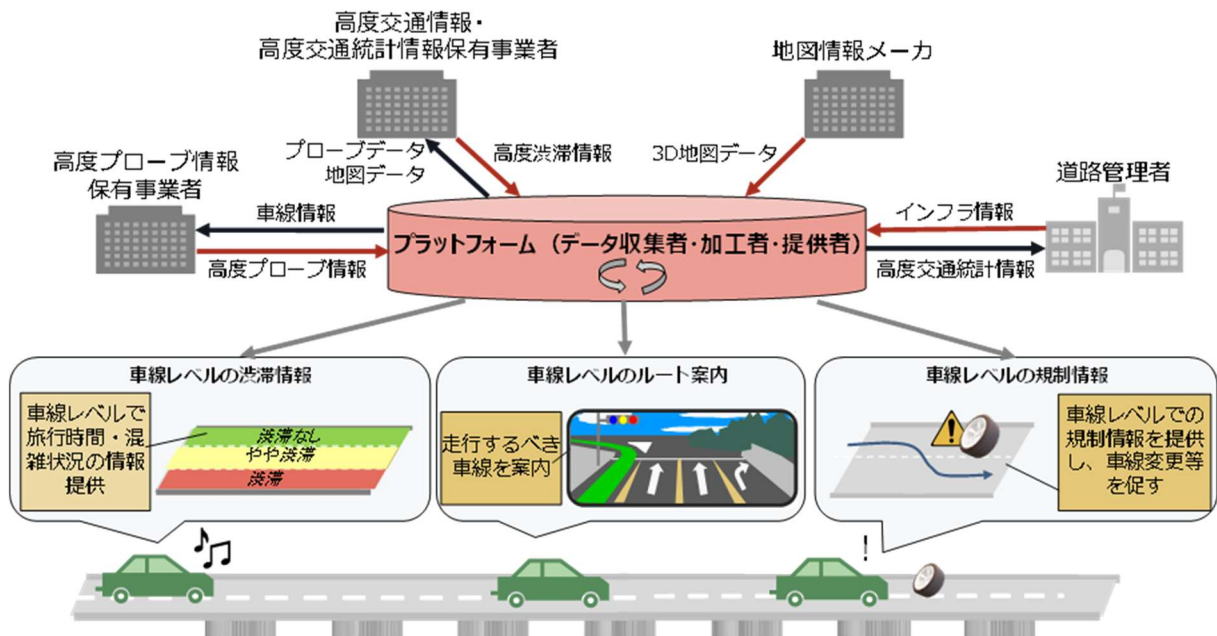 高度交通情報・
高度交通統計情報保有事業者
地図情報メーカ
高度プローブ情報
保有事業者
プローブデータ
地図データ
高度渋滞情報
3D地図データ
道路管理者
車線情報
インフラ情報
プラットフォーム（データ収集者・加工者・提供者）
高度プローブ情報
高度交通統計情報
車線レベルの渋滞情報
車線レベルで
旅行時間・混
雑状況の情報
提供
渋滞なし
やや渋滞
渋滞
車線レベルのルート案内
走行するべき
車線を案内
車線レベルの規制情報
車線レベルでの
規制情報を提供
し、車線変更等
を促す
!